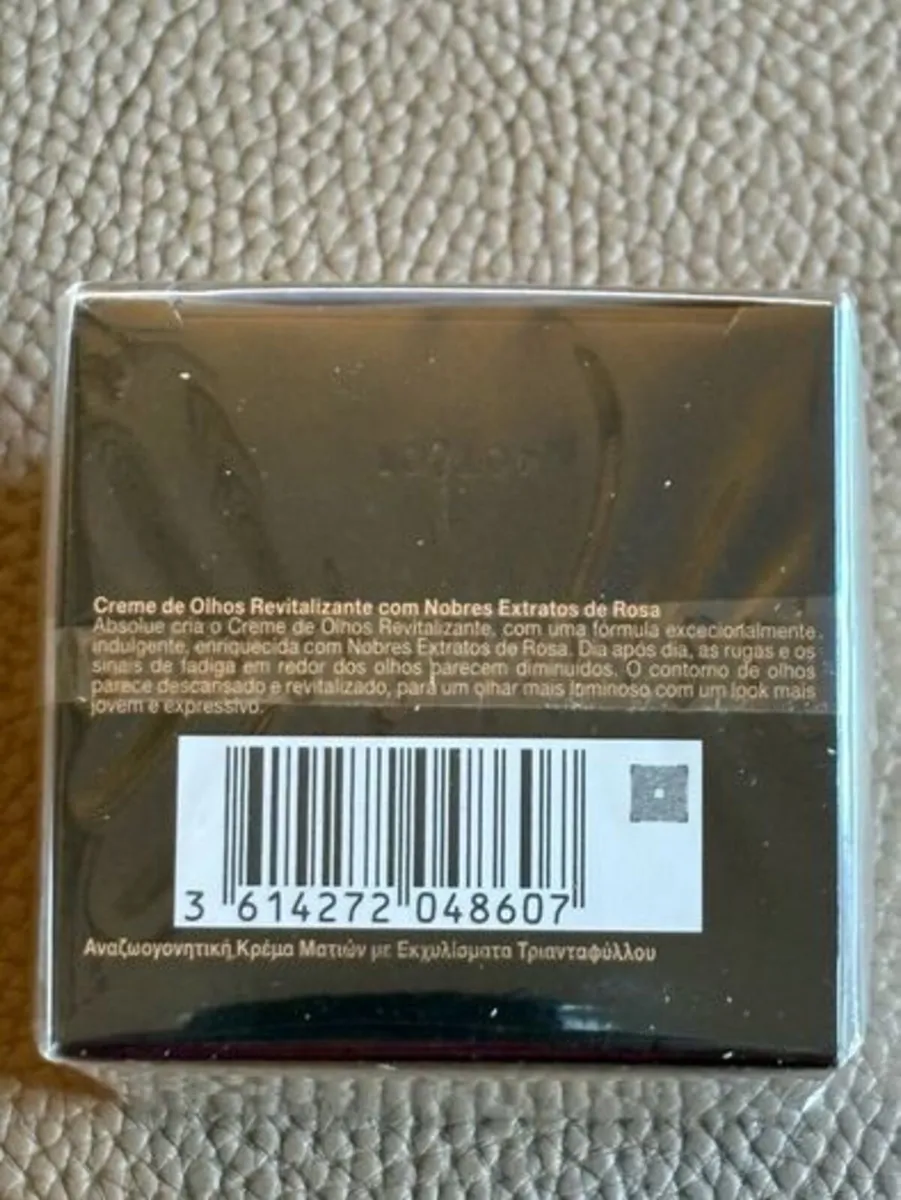 Creme de Olhos Revitalizante com Nobres Extratos de Rosa
Absolue cria o Creme de Olhos Revitalizante, com uma fórmula excecionalmente
indulgente, enriquecida com Nobres Extratos de Rosa. Dia após dia, as rugas e os
sinais de fadiga em redor dos olhos parecem diminuidos. O contorno de olhos
parece descansado e revitalizado, para um olhar mais luminoso com um look mais
jovem e expressivo.
3 614272 048607
Αναζωογονητική Κρέμα Ματιών με Εκχυλίσματα Τριανταφύλλου